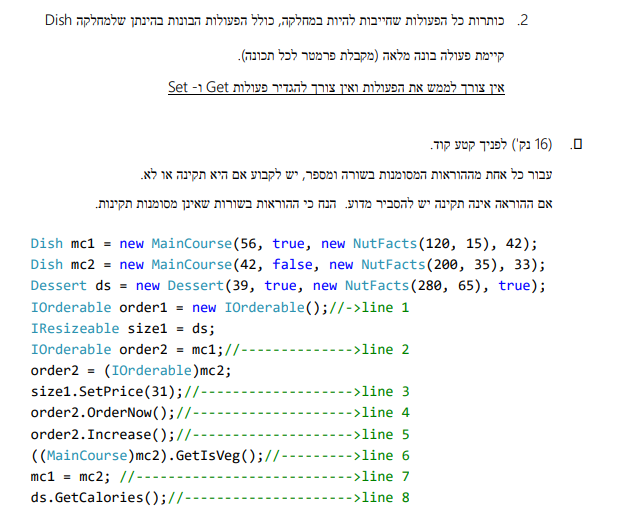 2. כותרות כל הפעולות שחייבות להיות במחלקה, כולל הפעולות הבונות בהינתן שלמחלקה Dish
קיימת פעולה בונה מלאה (מקבלת פרמטר לכל תכונה).
אין צורך לממש את הפעולות ואין צורך להגדיר פעולות Get ו- Set
. (16 נק') לפניך קטע קוד.
עבור כל אחת מההוראות המסומנות בשורה ומספר, יש לקבוע אם היא תקינה או לא.
אם ההוראה אינה תקינה יש להסביר מדוע. הנח כי ההוראות בשורות שאינן מסומנות תקינות.
Dish mc1 = new MainCourse(56, true, new NutFacts(120, 15), 42);
Dish mc2 = new MainCourse(42, false, new NutFacts(200, 35), 33);
Dessert ds = new Dessert(39, true, new NutFacts(280, 65), true);
IOrderable order1 = new IOrderable();//->line 1
IResizeable size1 = ds;
IOrderable order2 = mc1;//-------------->line 2
order2 = (IOrderable)mc2;
size1.SetPrice(31);//------------------->line 3
order2.OrderNow();//-------------------->line 4
order2.Increase();//-------------------->line 5
((MainCourse)mc2).GetIsVeg();//--------->line 6
mc1 = mc2; //--------------------------->line 7
ds.GetCalories();//--------------------->line 8